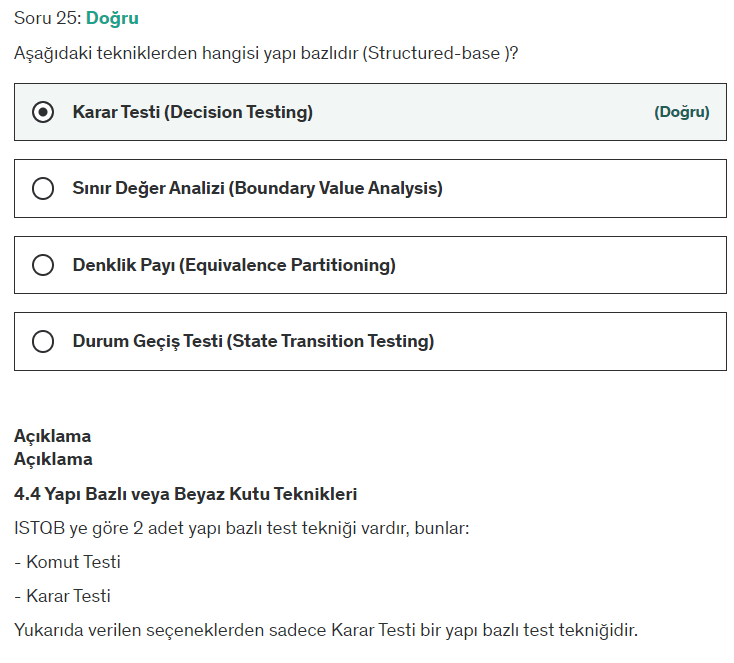 Soru 25: Doğru
Aşağıdaki tekniklerden hangisi yapı bazlıdır (Structured-base )?
Karar Testi (Decision Testing) (Doğru)
Sınır Değer Analizi (Boundary Value Analysis)
Denklik Payı (Equivalence Partitioning)
Durum Geçiş Testi (State Transition Testing)
Açıklama
Açıklama
4.4 Yapı Bazlı veya Beyaz Kutu Teknikleri
ISTQB ye göre 2 adet yapı bazlı test tekniği vardır, bunlar:
- Komut Testi
- Karar Testi
Yukarıda verilen seçeneklerden sadece Karar Testi bir yapı bazlı test tekniğidir.